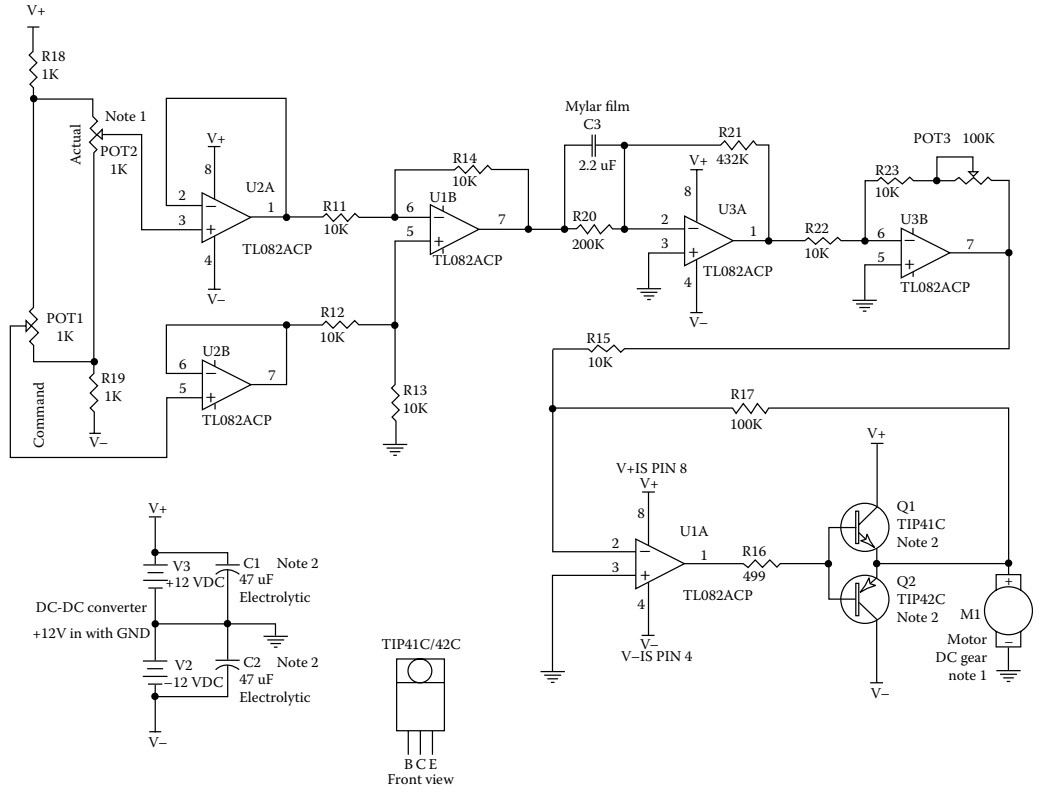 V+
R18
1K
Note 1
Actual
POT2
1K
V+
8
2
3
4
V−
1
U2A
TL082ACP
R11
10K
R14
10K
U1B
6
5
7
TL082ACP
Mylar film
C3
2.2 uF
R20
200K
R21
432K
V+
8
U3A
2
3
1
4
V−
TL082ACP
R22
10K
R23
10K
POT3 100K
U3B
6
5
7
TL082ACP
POT1
1K
Command
R19
1K
V−
U2B
6
5
7
TL082ACP
R12
10K
R13
10K
R15
10K
R17
100K
V+IS PIN 8
V+
8
U1A
2
3
1
4
TL082ACP
V−
V−IS PIN 4
R16
499
V+
Q1
TIP41C
Note 2
Q2
TIP42C
Note 2
V−
+
M1
−
Motor
DC gear
note 1
V+
V3
+12 VDC
C1 Note 2
47 uF
Electrolytic
DC-DC converter
+12V in with GND
V2
−12 VDC
C2 Note 2
47 uF
Electrolytic
V−
TIP41C/42C
B C E
Front view